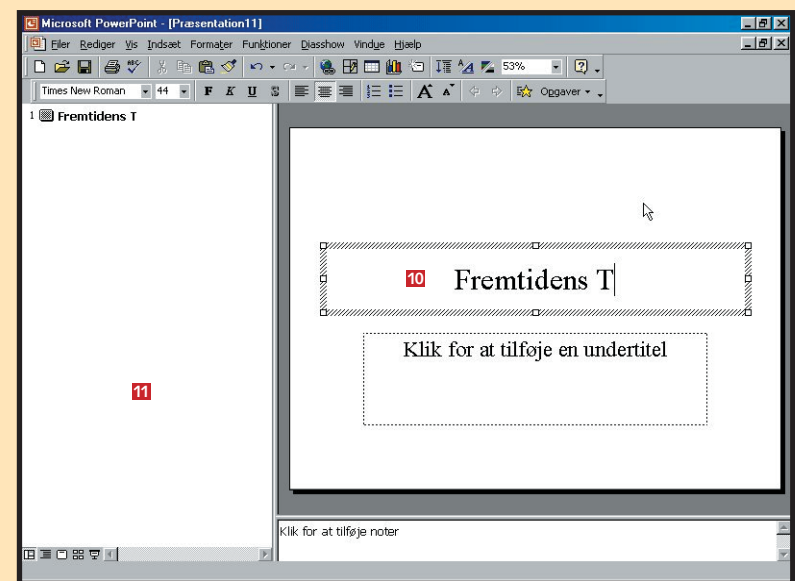 Microsoft PowerPoint - [Præsentation11]
Filer Rediger Vis Indsæt Formater Funktioner Diasshow Vindue Hjælp
53%
Times New Roman 44 F K U S A A Opgaver
1 Fremtidens T
10 Fremtidens T
Klik for at tilføje en undertitel
11
Klik for at tilføje noter